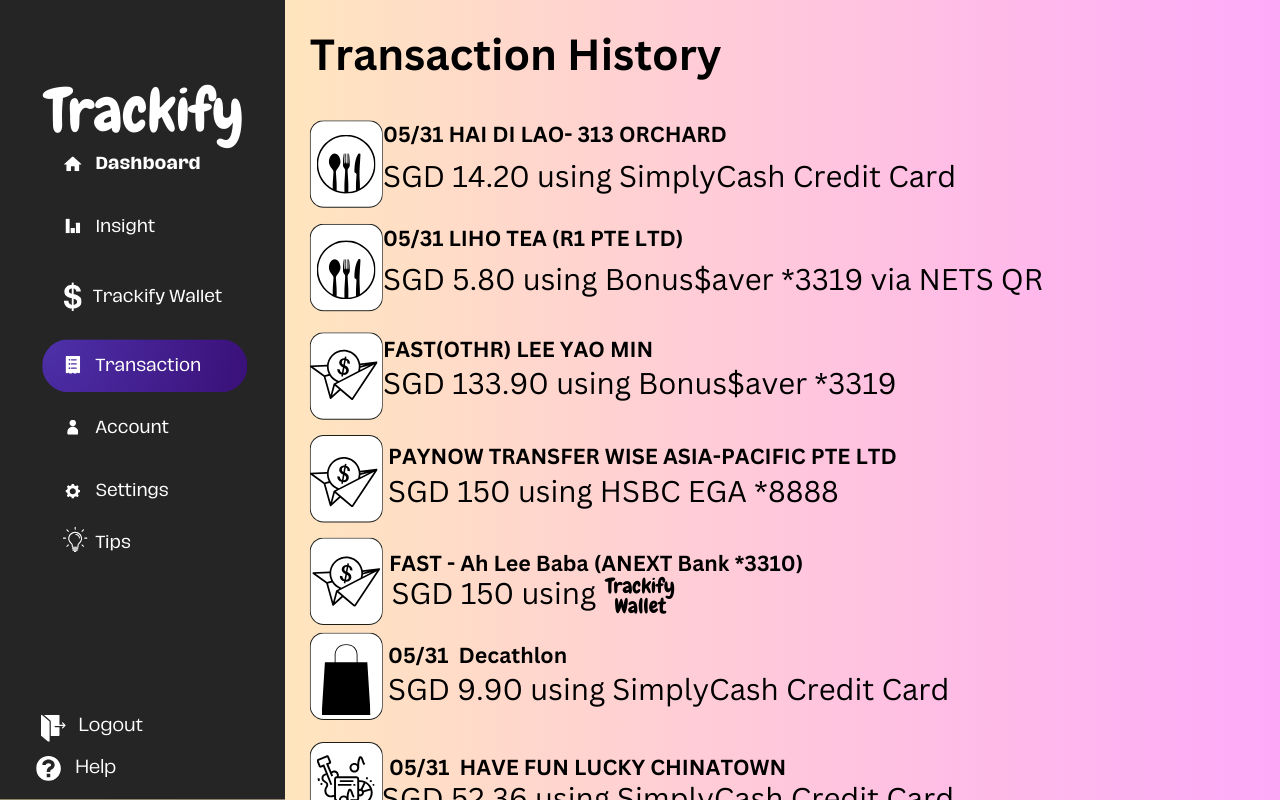 Trackify
Dashboard
Insight
Trackify Wallet
Transaction
Account
Settings
Tips
Logout
Help
Transaction History
05/31 HAI DI LAO- 313 ORCHARD
SGD 14.20 using SimplyCash Credit Card
05/31 LIHO TEA (R1 PTE LTD)
SGD 5.80 using Bonus$aver *3319 via NETS QR
FAST(OTHR) LEE YAO MIN
SGD 133.90 using Bonus$aver *3319
PAYNOW TRANSFER WISE ASIA-PACIFIC PTE LTD
SGD 150 using HSBC EGA *8888
FAST - Ah Lee Baba (ANEXT Bank *3310)
SGD 150 using Trackify Wallet
05/31 Decathlon
SGD 9.90 using SimplyCash Credit Card
05/31 HAVE FUN LUCKY CHINATOWN
SGD 52.36 using SimplyCash Credit Card